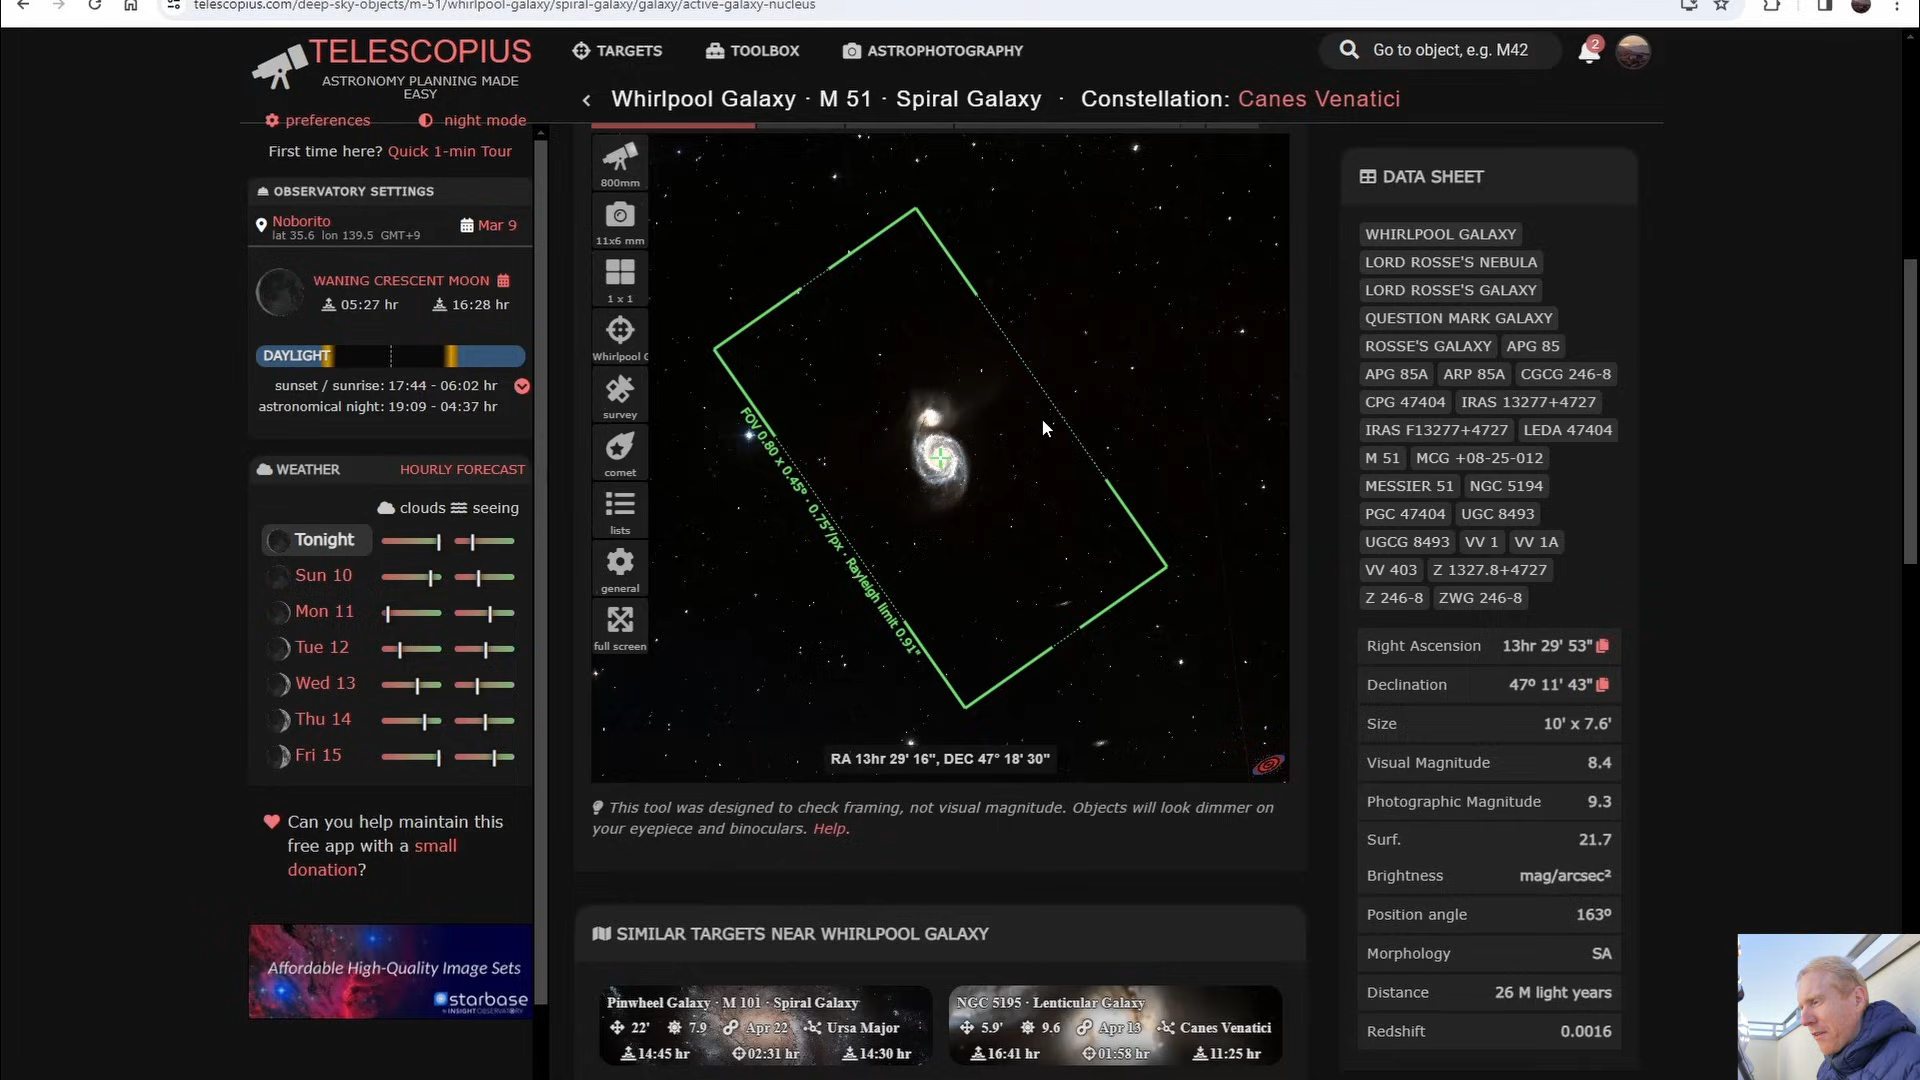 telescopius.com/deep-sky-objects/m-51/whirlpool-galaxy/spiral-galaxy/galaxy/active-galaxy-nucleus
TELESCOPIUS
ASTRONOMY PLANNING MADE
EASY
TARGETS
TOOLBOX
ASTROPHOTOGRAPHY
Go to object, e.g. M42
2
Whirlpool Galaxy · M 51 · Spiral Galaxy · Constellation: Canes Venatici
preferences
night mode
First time here? Quick 1-min Tour
OBSERVATORY SETTINGS
Noborito
lat 35.6 lon 139.5 GMT+9
Mar 9
WANING CRESCENT MOON
05:27 hr
16:28 hr
DAYLIGHT
sunset / sunrise: 17:44 - 06:02 hr
astronomical night: 19:09 - 04:37 hr
WEATHER
HOURLY FORECAST
clouds
seeing
Tonight
Sun 10
Mon 11
Tue 12
Wed 13
Thu 14
Fri 15
Can you help maintain this
free app with a small
donation?
Affordable High-Quality Image Sets
starbase
BY INSIGHT OBSERVATORY
800mm
11x6 mm
1 x 1
Whirlpool G
survey
comet
lists
general
full screen
FOV 0.80 x 0.45º · 0.75"/px · Rayleigh limit 0.91"
RA 13hr 29' 16", DEC 47° 18' 30"
This tool was designed to check framing, not visual magnitude. Objects will look dimmer on
your eyepiece and binoculars. Help.
SIMILAR TARGETS NEAR WHIRLPOOL GALAXY
Pinwheel Galaxy · M 101 · Spiral Galaxy
22' 7.9 Apr 22 Ursa Major
14:45 hr 02:31 hr 14:30 hr
NGC 5195 · Lenticular Galaxy
5.9' 9.6 Apr 13 Canes Venatici
16:41 hr 01:58 hr 11:25 hr
DATA SHEET
WHIRLPOOL GALAXY
LORD ROSSE'S NEBULA
LORD ROSSE'S GALAXY
QUESTION MARK GALAXY
ROSSE'S GALAXY APG 85
APG 85A ARP 85A CGCG 246-8
CPG 47404 IRAS 13277+4727
IRAS F13277+4727 LEDA 47404
M 51 MCG +08-25-012
MESSIER 51 NGC 5194
PGC 47404 UGC 8493
UGCG 8493 VV 1 VV 1A
VV 403 Z 1327.8+4727
Z 246-8 ZWG 246-8
Right Ascension 13hr 29' 53"
Declination 47º 11' 43"
Size 10' x 7.6'
Visual Magnitude 8.4
Photographic Magnitude 9.3
Surf. 21.7
Brightness mag/arcsec²
Position angle 163º
Morphology SA
Distance 26 M light years
Redshift 0.0016